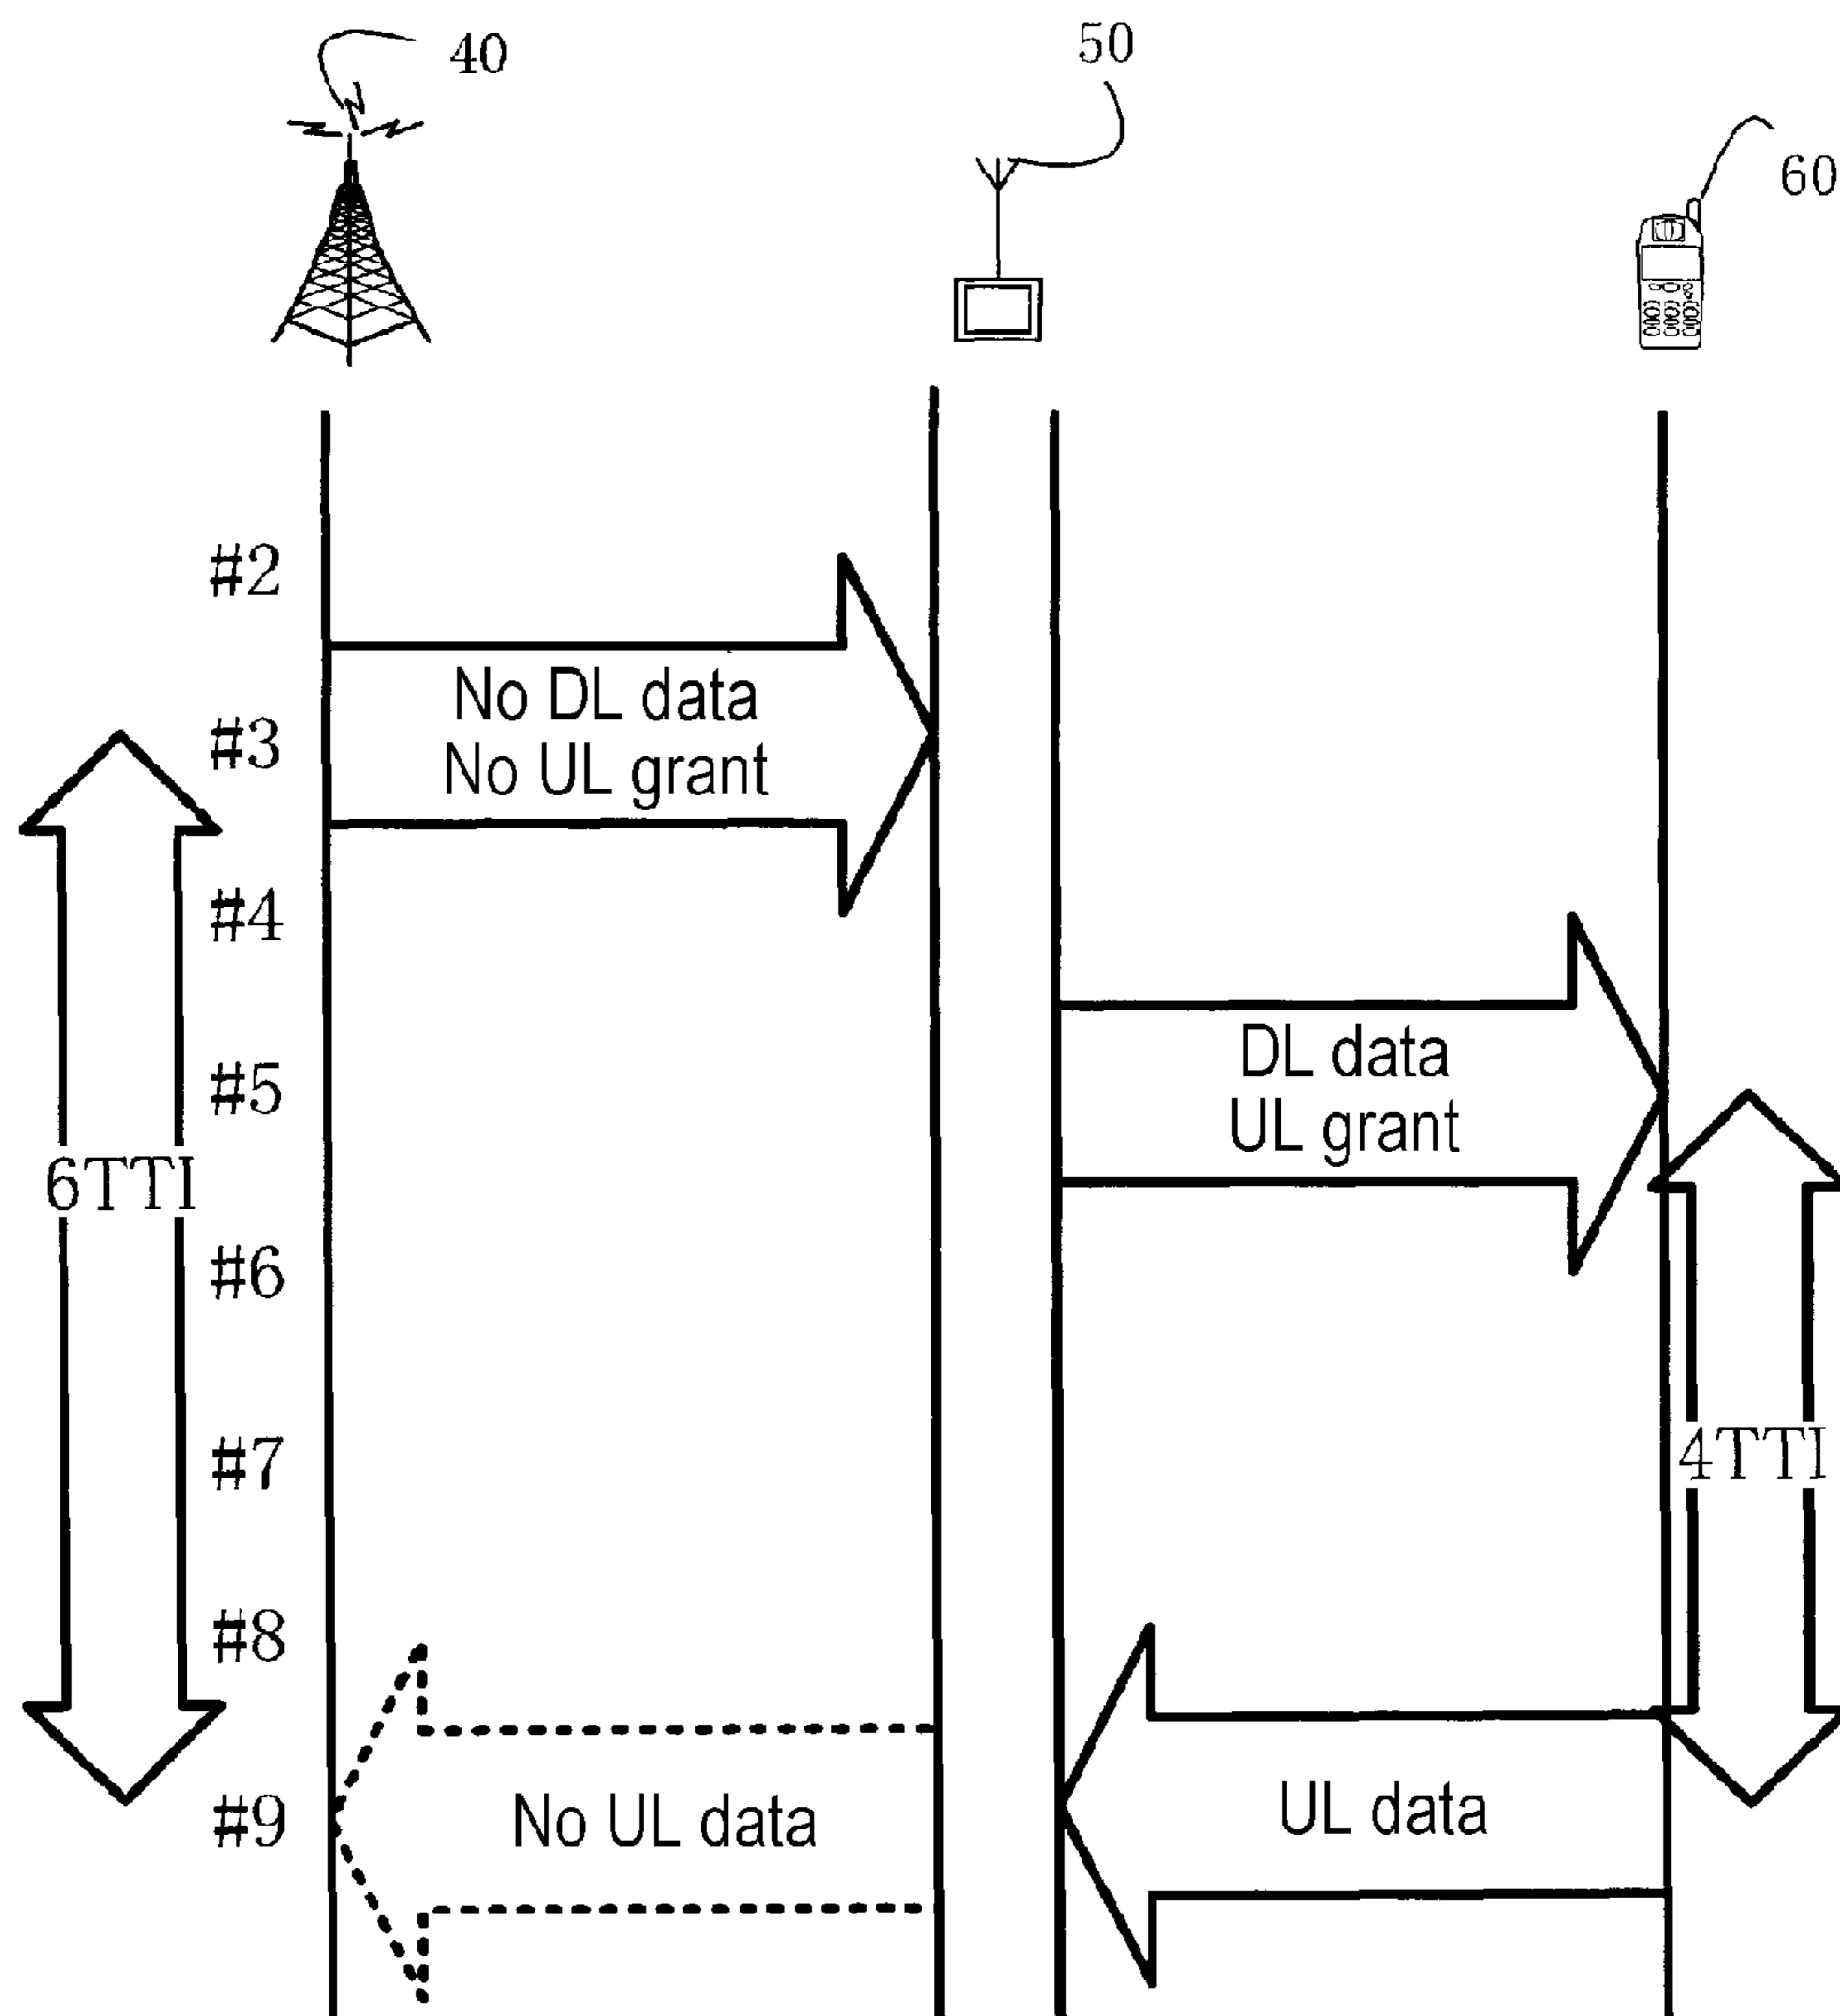 40
50
60
#2
No DL data
#3
No UL grant
#4
DL data
#5
UL grant
6TTI
#6
#7
4TTI
#8
#9
No UL data
UL data